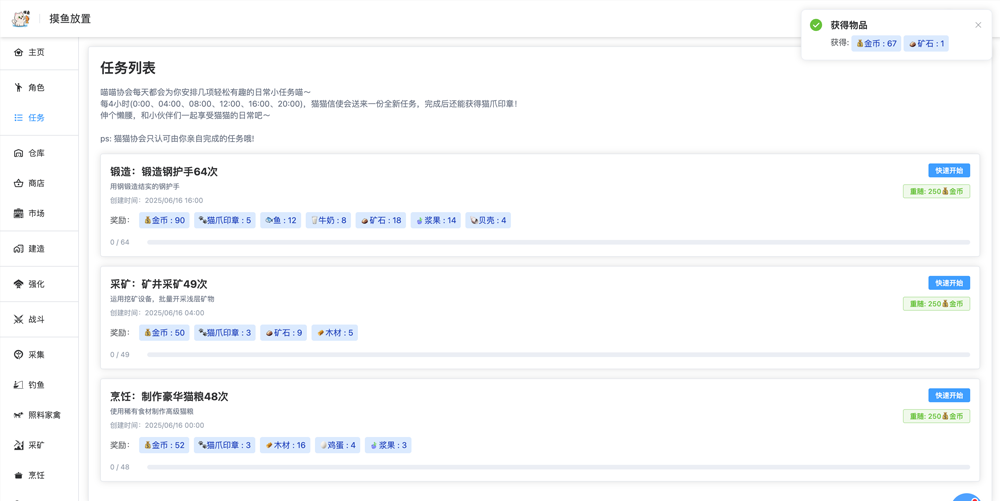 摸鱼放置
获得物品
获得: 💰金币 : 67 🥔矿石 : 1
主页
角色
任务
仓库
商店
市场
建造
强化
战斗
采集
钓鱼
照料家禽
采矿
烹饪
任务列表
喵喵协会每天都会为你安排几项轻松有趣的日常小任务喵～
每4小时(0:00、04:00、08:00、12:00、16:00、20:00)，猫猫信使会送来一份全新任务，完成后还能获得猫爪印章!
伸个懒腰，和小伙伴们一起享受猫猫的日常吧～
ps: 猫猫协会只认可由你亲自完成的任务哦!
锻造：锻造钢护手64次
快速开始
用钢锻造结实的钢护手
重随: 250💰金币
创建时间：2025/06/16 16:00
奖励： 💰金币 : 90 🐾猫爪印章 : 5 🐟鱼 : 12 🥛牛奶 : 8 🥔矿石 : 18 🍧浆果 : 14 🐚贝壳 : 4
0 / 64
采矿：矿井采矿49次
快速开始
运用挖矿设备，批量开采浅层矿物
重随: 250💰金币
创建时间：2025/06/16 04:00
奖励： 💰金币 : 50 🐾猫爪印章 : 3 🥔矿石 : 9 🪵木材 : 5
0 / 49
烹饪：制作豪华猫粮48次
快速开始
使用稀有食材制作高级猫粮
重随: 250💰金币
创建时间：2025/06/16 00:00
奖励： 💰金币 : 52 🐾猫爪印章 : 3 🪵木材 : 16 🥚鸡蛋 : 4 🍧浆果 : 3
0 / 48